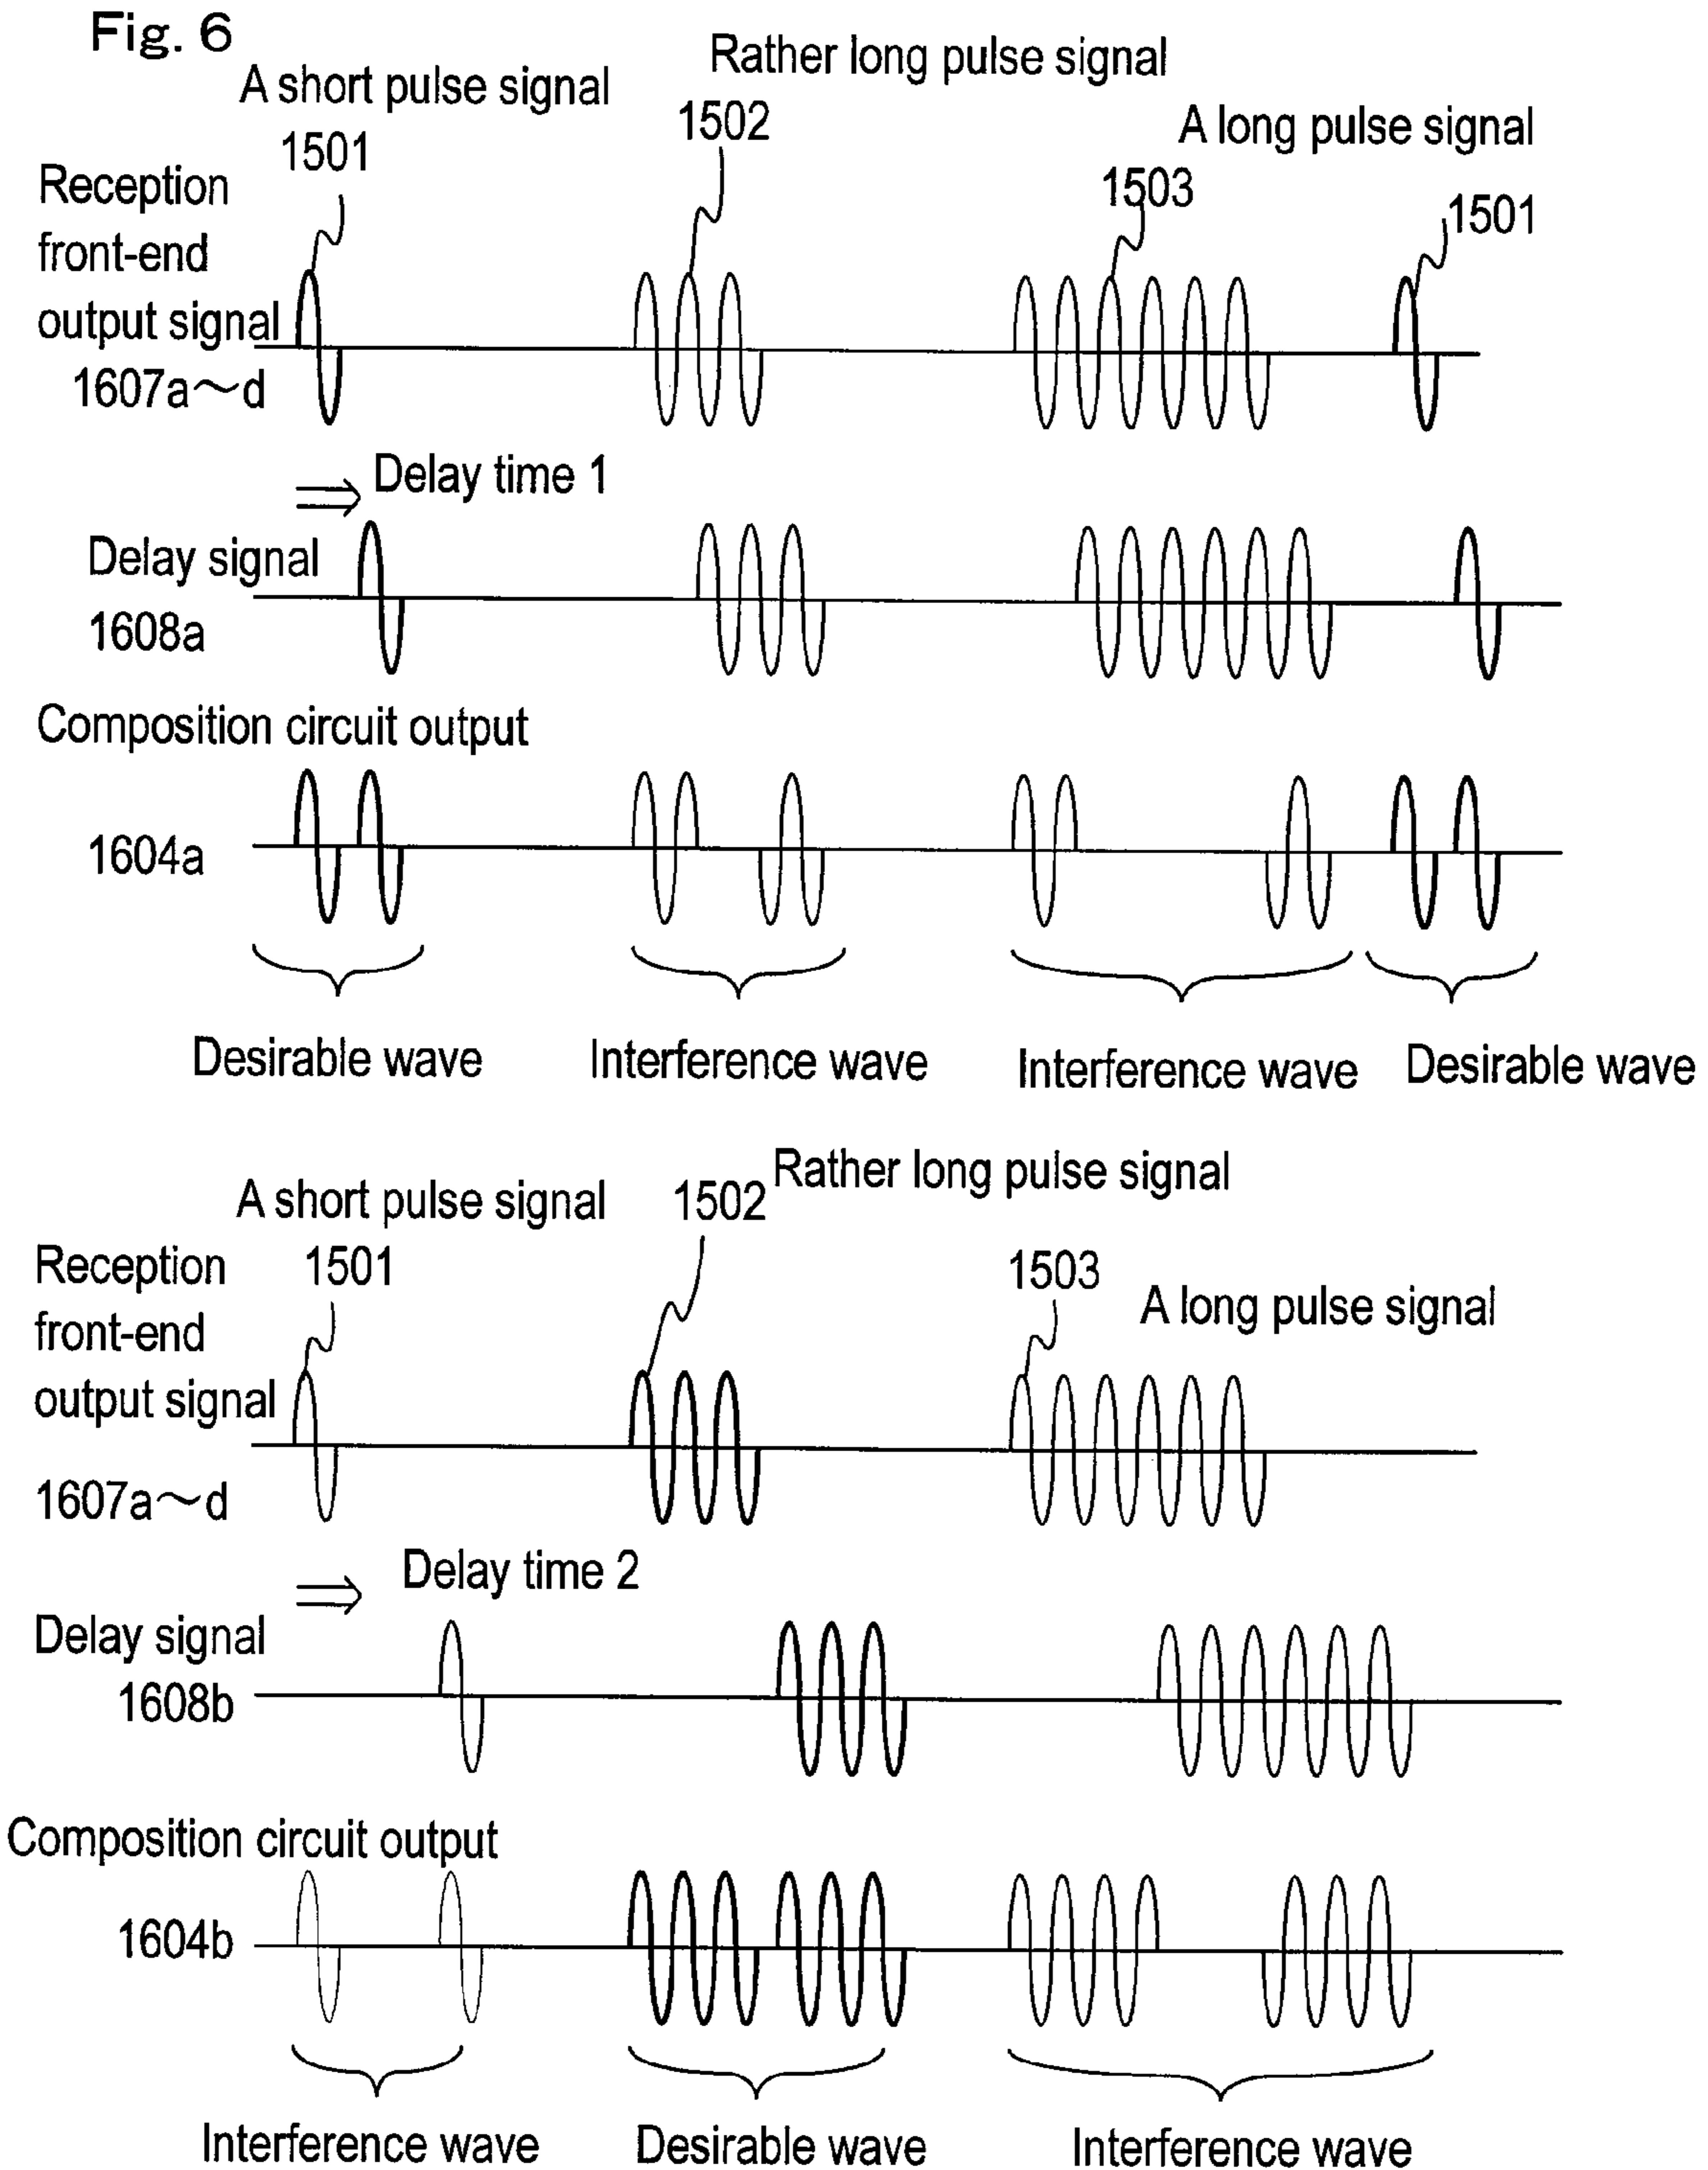 Fig. 6
A short pulse signal
Rather long pulse signal
A long pulse signal
1501
1502
1503
1501
Reception
front-end
output signal
1607a～d
Delay time 1
Delay signal
1608a
Composition circuit output
1604a
Desirable wave
Interference wave
Interference wave
Desirable wave
A short pulse signal
1502
Rather long pulse signal
Reception
front-end
output signal
1501
1503
A long pulse signal
1607a～d
Delay time 2
Delay signal
1608b
Composition circuit output
1604b
Interference wave
Desirable wave
Interference wave